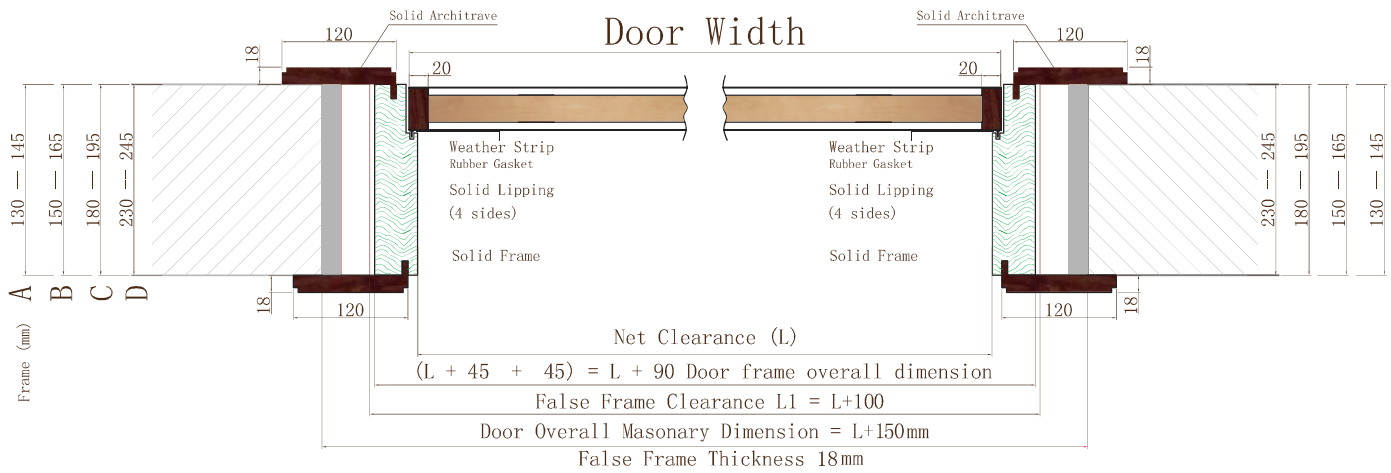 Solid Architrave
Solid Architrave
Door Width
120
120
18
18
20
20
Weather Strip
Rubber Gasket
Solid Lipping
(4 sides)
Solid Frame
Weather Strip
Rubber Gasket
Solid Lipping
(4 sides)
Solid Frame
130 — 145
150 — 165
180 — 195
230 -- 245
230 -- 245
180 — 195
150 — 165
130 — 145
A
B
C
D
Frame (mm)
18
120
120
18
Net Clearance (L)
(L + 45 + 45) = L + 90 Door frame overall dimension
False Frame Clearance L1 = L+100
Door Overall Masonary Dimension = L+150mm
False Frame Thickness 18mm